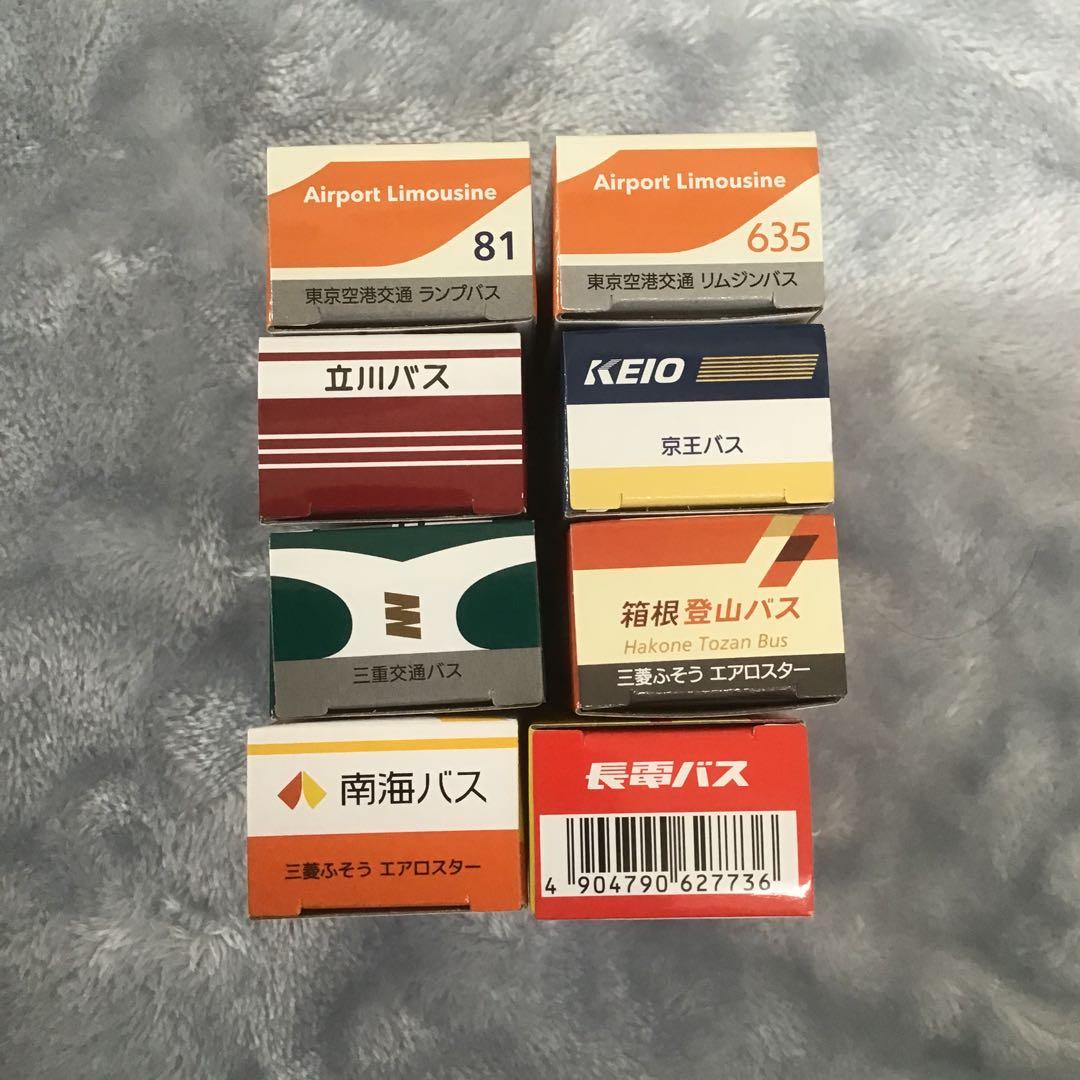 Airport Limousine
81
東京空港交通 ランプバス
Airport Limousine
635
東京空港交通 リムジンバス
立川バス
KEIO
京王バス
三重交通バス
箱根登山バス
Hakone Tozan Bus
三菱ふそう エアロスター
南海バス
三菱ふそう エアロスター
長電バス
4 904790 627736